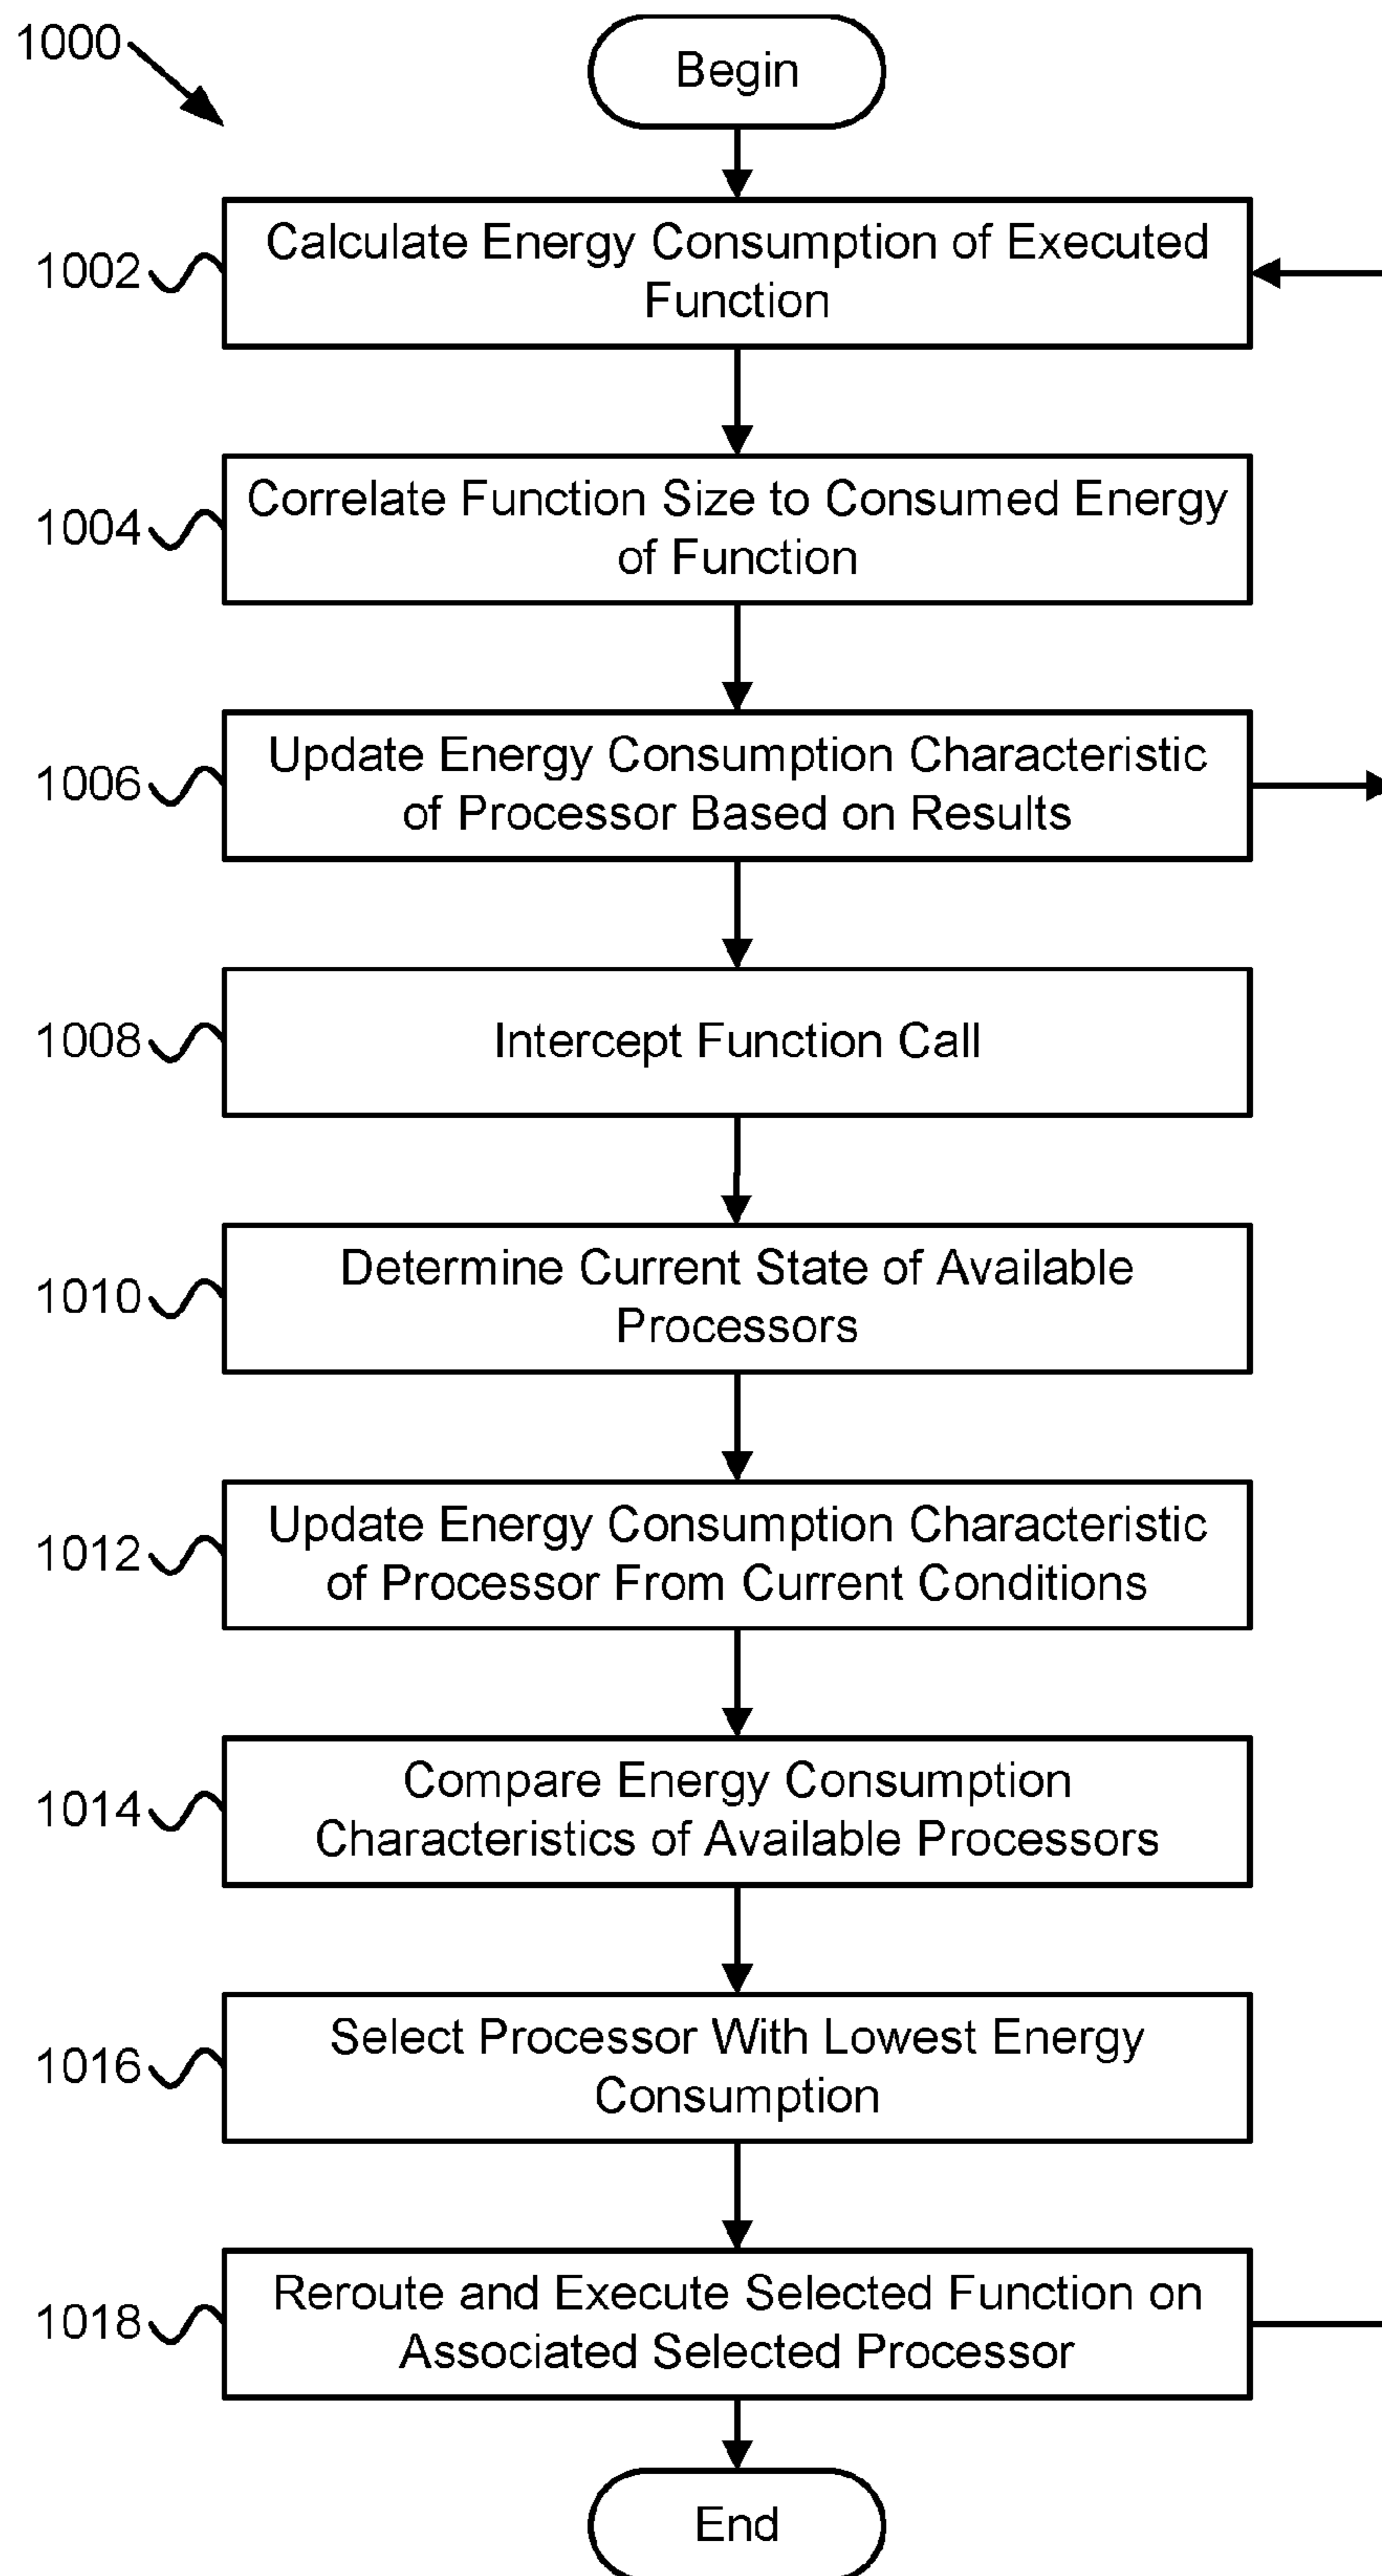 1000
Begin
1002
Calculate Energy Consumption of Executed
Function
1004
Correlate Function Size to Consumed Energy
of Function
1006
Update Energy Consumption Characteristic
of Processor Based on Results
1008
Intercept Function Call
1010
Determine Current State of Available
Processors
1012
Update Energy Consumption Characteristic
of Processor From Current Conditions
1014
Compare Energy Consumption
Characteristics of Available Processors
1016
Select Processor With Lowest Energy
Consumption
1018
Reroute and Execute Selected Function on
Associated Selected Processor
End